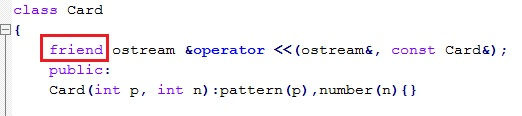 class Card
{
friend ostream &operator <<(ostream&, const Card&);
public:
Card(int p, int n):pattern(p),number(n){}